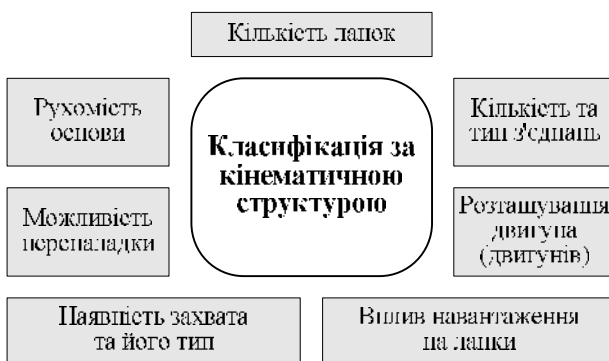 Кількість ланок
Рухомість
основи
Класифікація за
кінематичною
структурою
Кількість та
тип з'єднань
Можливість
переналадки
Розташування
двигуна
(двигунів)
Наявність захвата
та його тип
Вплив навантаження
на ланки